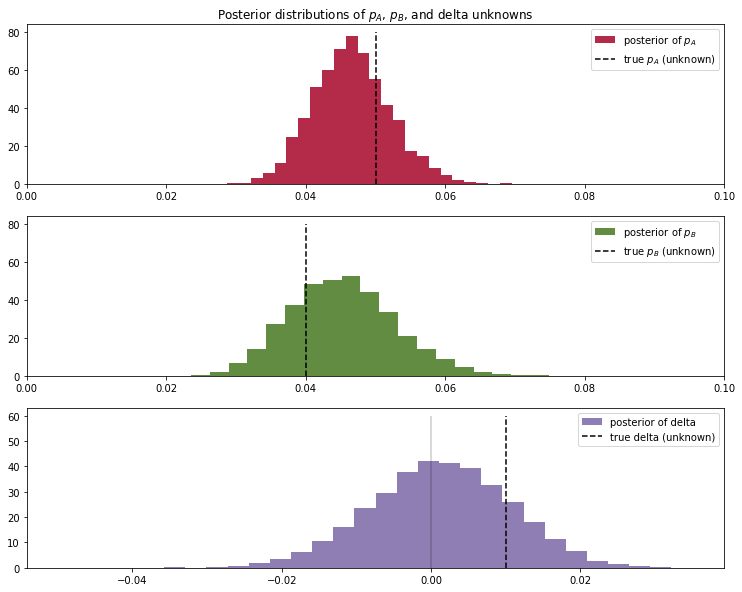 Posterior distributions of p_A, p_B, and delta unknowns
80
60
40
20
0
posterior of p_A
true p_A (unknown)
0.00 0.02 0.04 0.06 0.08 0.10
80
60
40
20
0
posterior of p_B
true p_B (unknown)
0.00 0.02 0.04 0.06 0.08 0.10
60
50
40
30
20
10
0
posterior of delta
true delta (unknown)
−0.04 −0.02 0.00 0.02